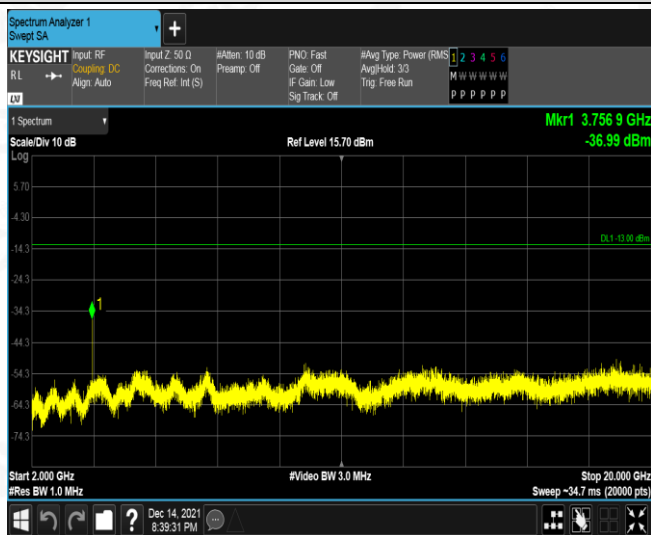 Spectrum Analyzer 1
Swept SA
+
KEYSIGHT Input: RF Input Z: 50 Ω #Atten: 10 dB PNO: Fast #Avg Type: Power (RMS 1 2 3 4 5 6
RL Coupling: DC Corrections: On Preamp: Off Gate: Off Avg|Hold: 3/3 M W W W W W
Align: Auto Freq Ref: Int (S) IF Gain: Low Trig: Free Run
Sig Track: Off P P P P P P
LXI
1 Spectrum Mkr1 3.756 9 GHz
Scale/Div 10 dB Ref Level 15.70 dBm -36.99 dBm
Log
5.70
-4.30
DL1 -13.00 dBm
-14.3
-24.3
1
-34.3
-44.3
-54.3
-64.3
-74.3
Start 2.000 GHz #Video BW 3.0 MHz Stop 20.000 GHz
#Res BW 1.0 MHz Sweep ~34.7 ms (20000 pts)
? Dec 14, 2021
8:39:31 PM